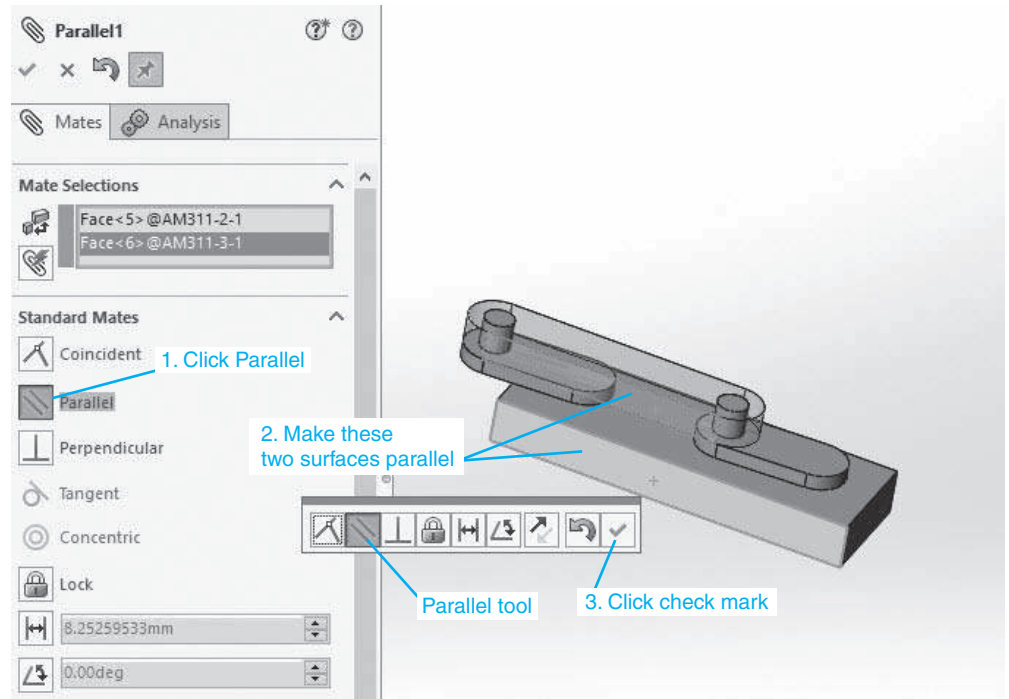 Parallel1
Mates
Analysis
Mate Selections
Face<5>@AM311-2-1
Face<6>@AM311-3-1
Standard Mates
Coincident
1. Click Parallel
Parallel
2. Make these
two surfaces parallel
Perpendicular
Tangent
Concentric
Lock
Parallel tool
3. Click check mark
8.25259533mm
0.00deg